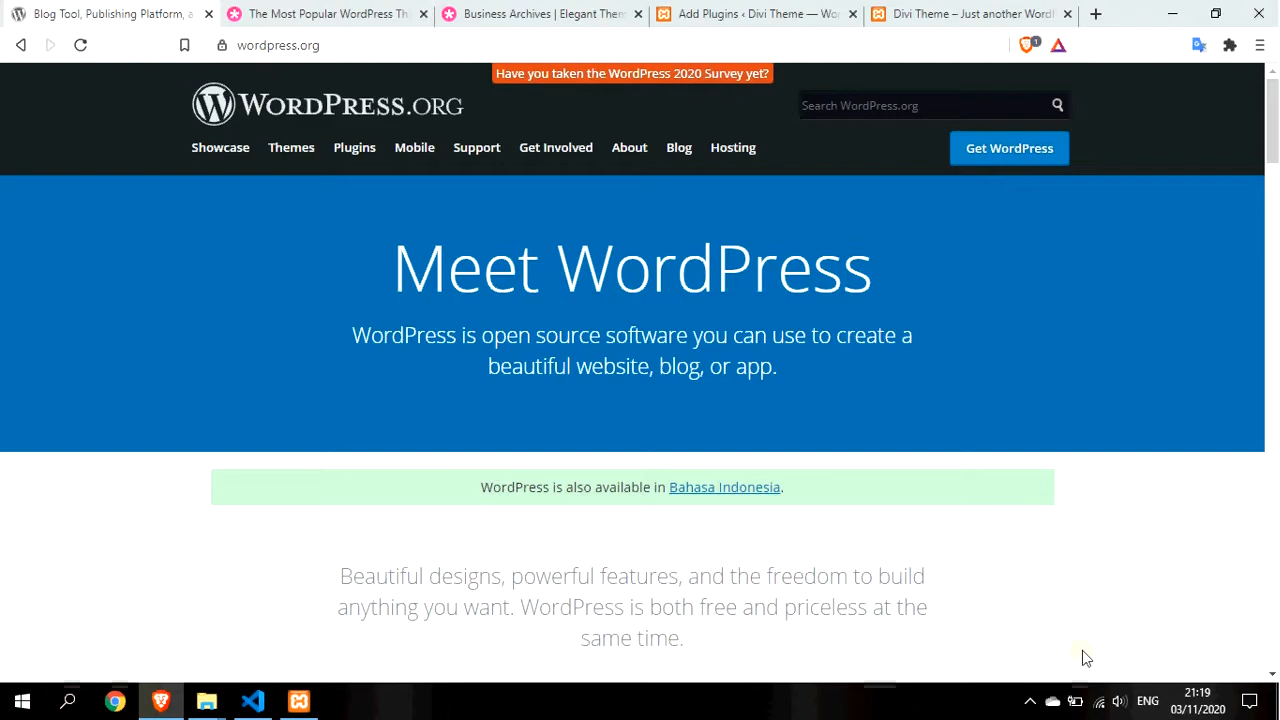 Blog Tool, Publishing Platform, a
The Most Popular WordPress Th
Business Archives | Elegant Them
Add Plugins ‹ Divi Theme — Wor
Divi Theme – Just another WordP
wordpress.org
1
Have you taken the WordPress 2020 Survey yet?
WORDPRESS.ORG
Search WordPress.org
Showcase Themes Plugins Mobile Support Get Involved About Blog Hosting
Get WordPress
Meet WordPress
WordPress is open source software you can use to create a
beautiful website, blog, or app.
WordPress is also available in Bahasa Indonesia.
Beautiful designs, powerful features, and the freedom to build
anything you want. WordPress is both free and priceless at the
same time.
ENG
21:19
03/11/2020